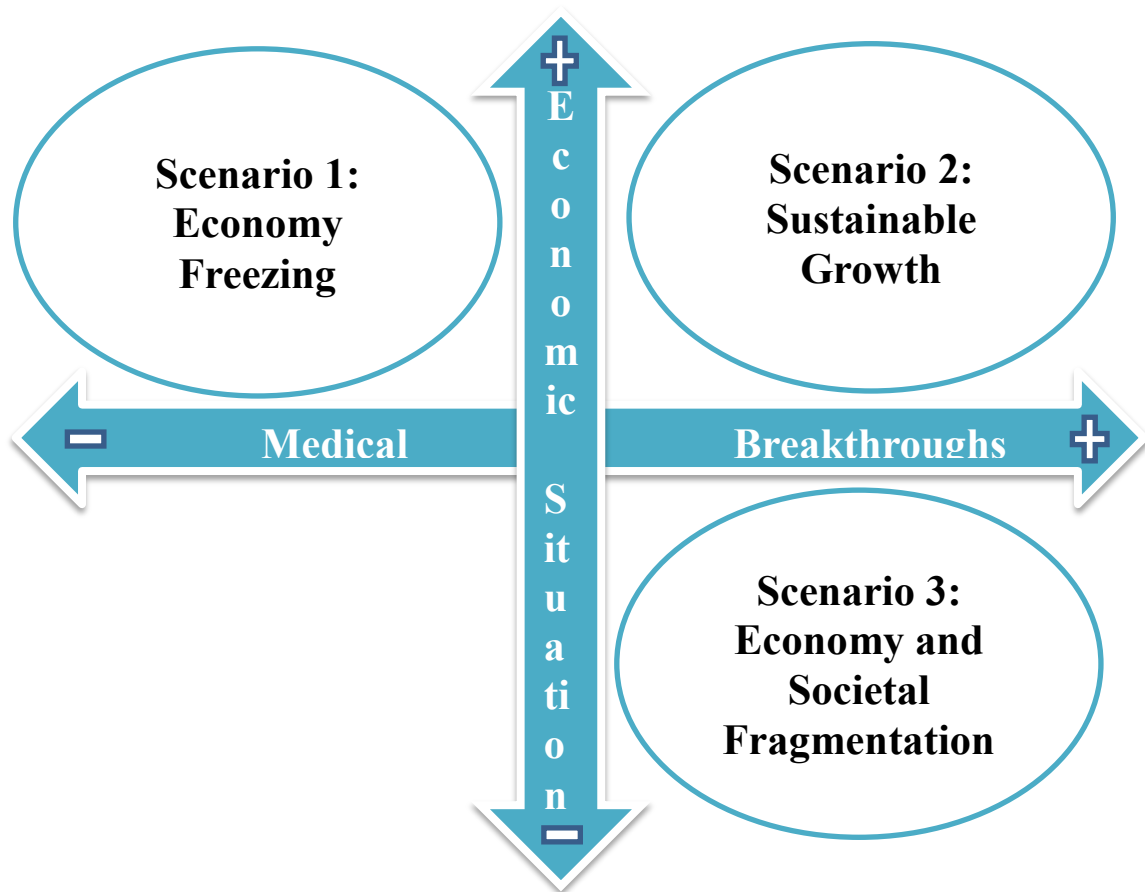 +
Economic Situation
Scenario 1:
Economy
Freezing
Scenario 2:
Sustainable
Growth
− Medical Breakthroughs +
Scenario 3:
Economy and
Societal
Fragmentation
−